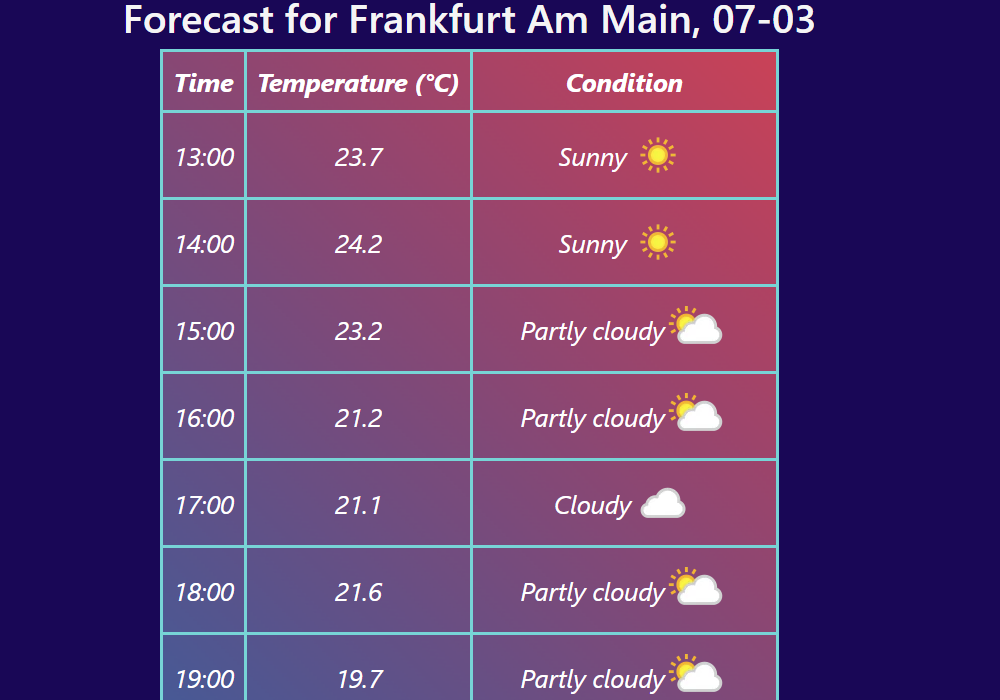 Forecast for Frankfurt Am Main, 07-03
Time Temperature (°C) Condition
13:00 23.7 Sunny
14:00 24.2 Sunny
15:00 23.2 Partly cloudy
16:00 21.2 Partly cloudy
17:00 21.1 Cloudy
18:00 21.6 Partly cloudy
19:00 19.7 Partly cloudy